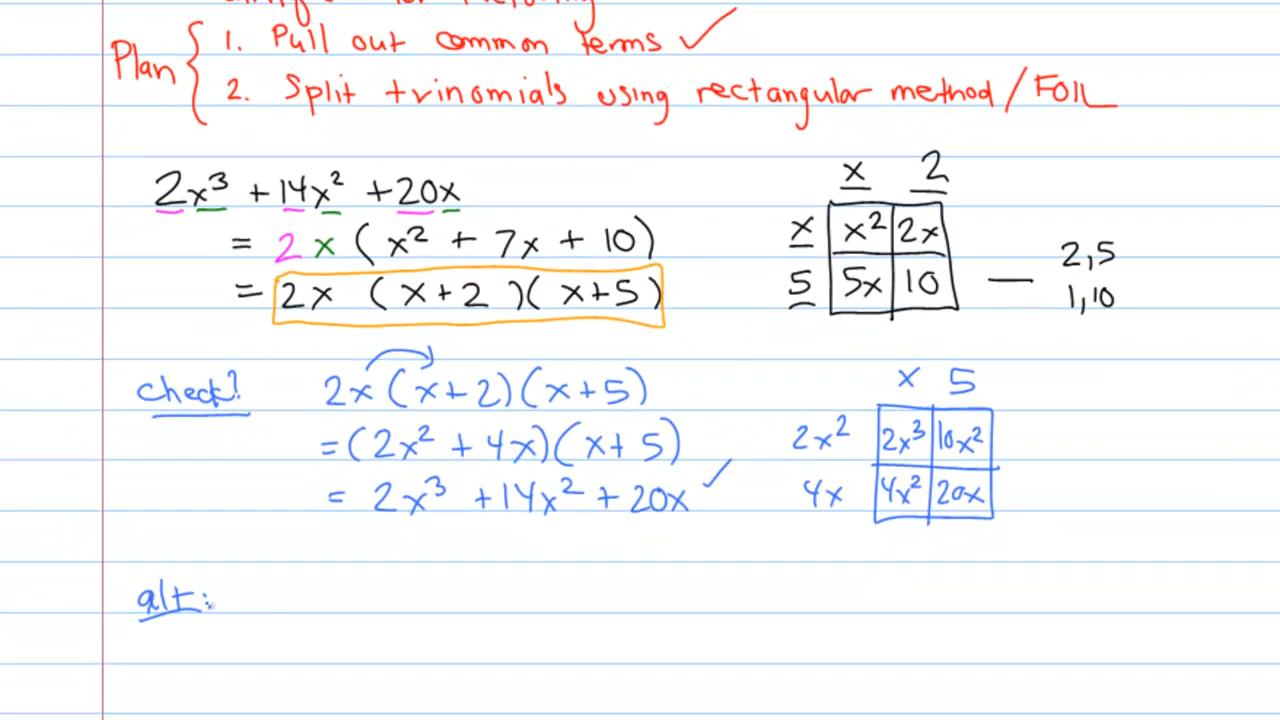 for factoring
Plan { 1. Pull out common terms ✓
2. Split trinomials using rectangular method / FOIL
2x³ + 14x² + 20x
= 2x (x² + 7x + 10)
= 2x (x+2)(x+5)
x 2
x x² 2x
5 5x 10 — 2,5
1,10
check? 2x(x+2)(x+5)
= (2x² + 4x)(x+5)
= 2x³ + 14x² + 20x ✓
x 5
2x² 2x³ 10x²
4x 4x² 20x
alt: